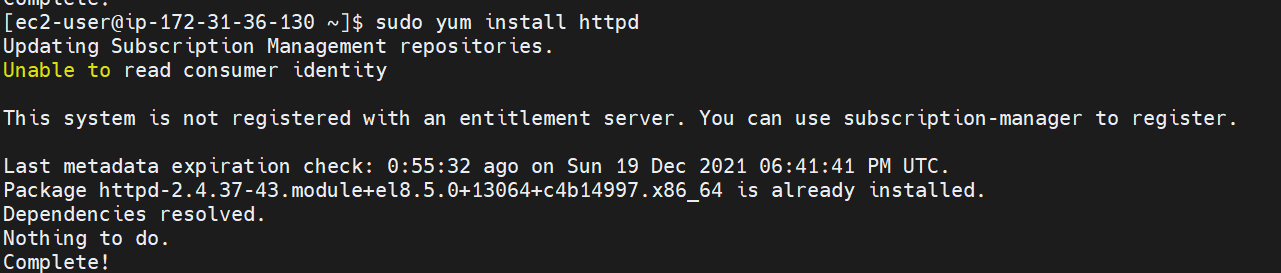 Complete!
[ec2-user@ip-172-31-36-130 ~]$ sudo yum install httpd
Updating Subscription Management repositories.
Unable to read consumer identity
This system is not registered with an entitlement server. You can use subscription-manager to register.
Last metadata expiration check: 0:55:32 ago on Sun 19 Dec 2021 06:41:41 PM UTC.
Package httpd-2.4.37-43.module+el8.5.0+13064+c4b14997.x86_64 is already installed.
Dependencies resolved.
Nothing to do.
Complete!